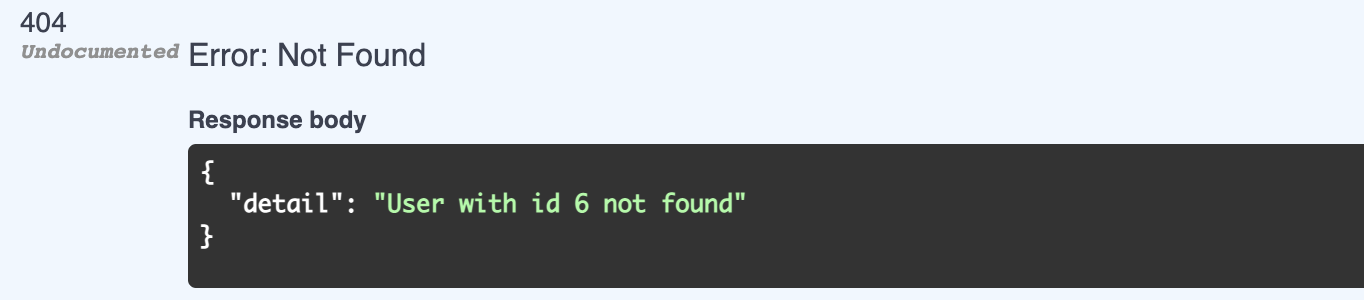 404
Undocumented Error: Not Found
Response body
{
  "detail": "User with id 6 not found"
}